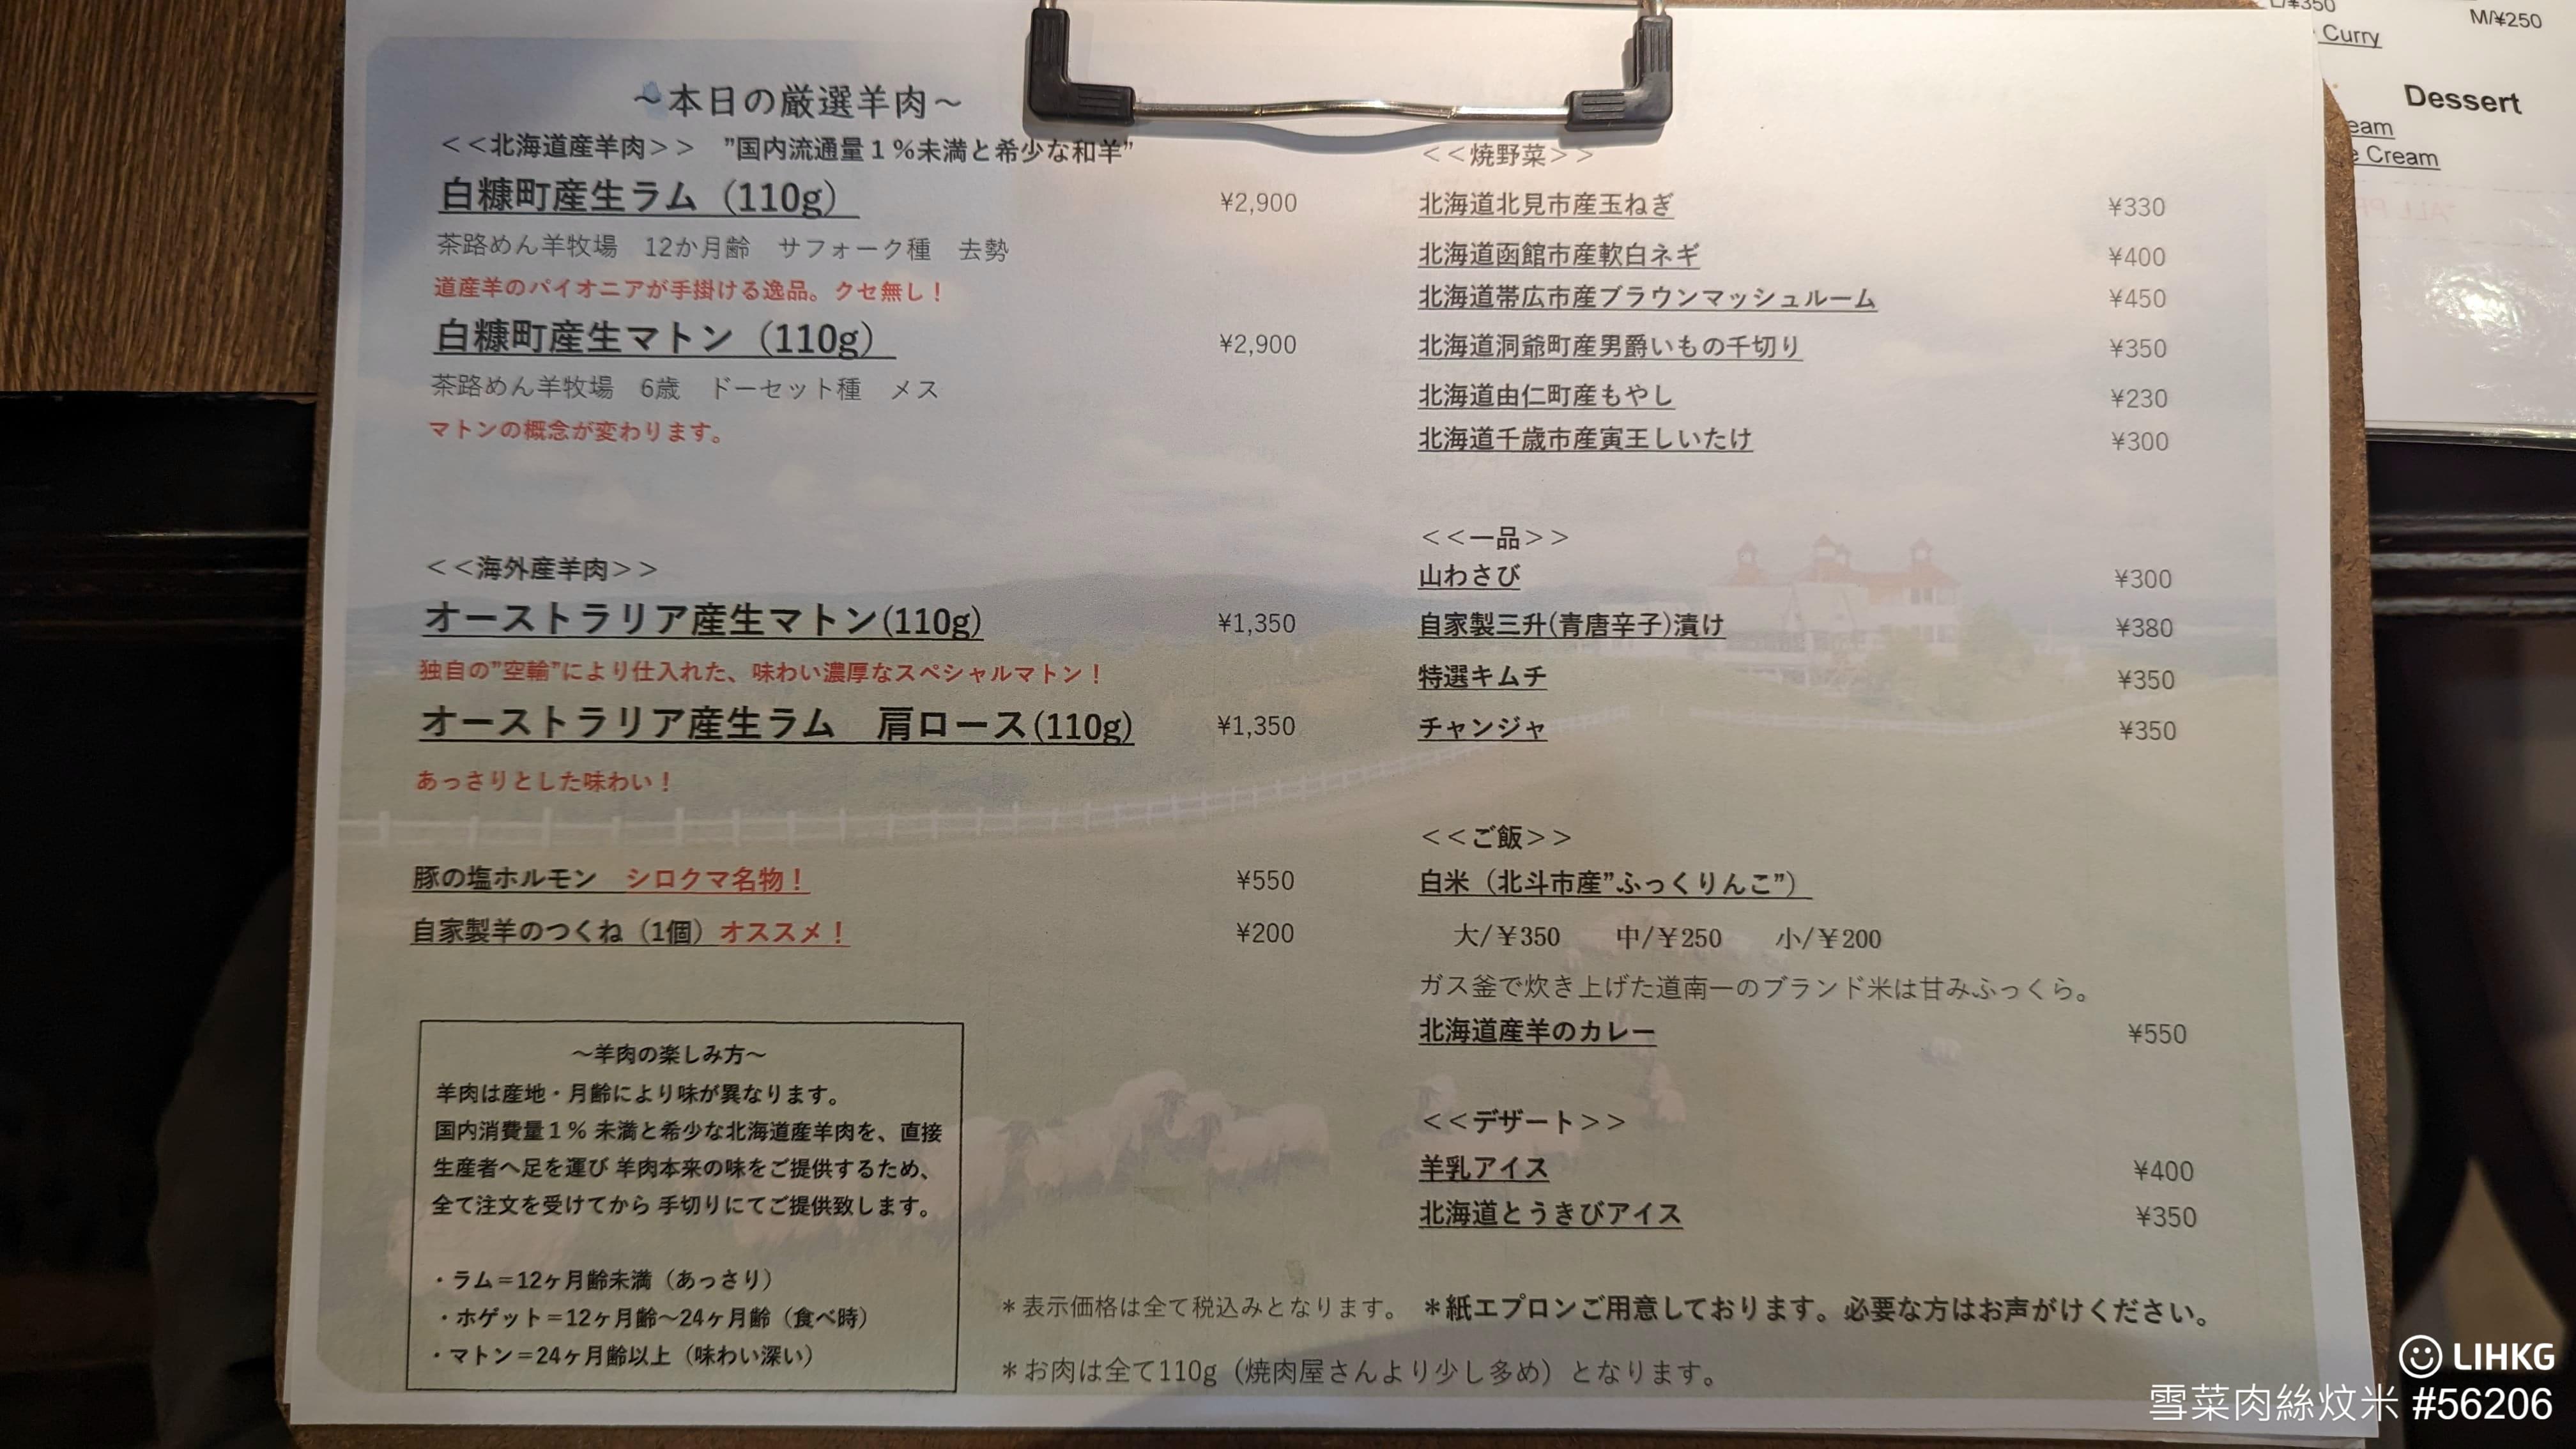 ～本日の厳選羊肉～
＜＜北海道産羊肉＞＞ ”国内流通量１％未満と希少な和羊”
白糠町産生ラム（110g） ¥2,900
茶路めん羊牧場 12か月齢 サフォーク種 去勢
道産羊のパイオニアが手掛ける逸品。クセ無し！
白糠町産生マトン（110g） ¥2,900
茶路めん羊牧場 6歳 ドーセット種 メス
マトンの概念が変わります。
＜＜海外産羊肉＞＞
オーストラリア産生マトン(110g) ¥1,350
独自の”空輸”により仕入れた、味わい濃厚なスペシャルマトン！
オーストラリア産生ラム 肩ロース(110g) ¥1,350
あっさりとした味わい！
豚の塩ホルモン シロクマ名物！ ¥550
自家製羊のつくね（1個）オススメ！ ¥200
～羊肉の楽しみ方～
羊肉は産地・月齢により味が異なります。
国内消費量１％ 未満と希少な北海道産羊肉を、直接
生産者へ足を運び 羊肉本来の味をご提供するため、
全て注文を受けてから 手切りにてご提供致します。
・ラム＝12ヶ月齢未満（あっさり）
・ホゲット＝12ヶ月齢～24ヶ月齢（食べ時）
・マトン＝24ヶ月齢以上（味わい深い）
＜＜焼野菜＞＞
北海道北見市産玉ねぎ ¥330
北海道函館市産軟白ネギ ¥400
北海道帯広市産ブラウンマッシュルーム ¥450
北海道洞爺町産男爵いもの千切り ¥350
北海道由仁町産もやし ¥230
北海道千歳市産寅王しいたけ ¥300
＜＜一品＞＞
山わさび ¥300
自家製三升(青唐辛子)漬け ¥380
特選キムチ ¥350
チャンジャ ¥350
＜＜ご飯＞＞
白米（北斗市産”ふっくりんこ”）
大/￥350 中/￥250 小/￥200
ガス釜で炊き上げた道南一のブランド米は甘みふっくら。
北海道産羊のカレー ¥550
＜＜デザート＞＞
羊乳アイス ¥400
北海道とうきびアイス ¥350
＊表示価格は全て税込みとなります。 ＊紙エプロンご用意しております。必要な方はお声がけください。
＊お肉は全て110g（焼肉屋さんより少し多め）となります。
L/¥350 M/¥250
Curry
Dessert
Cream
LIHKG
雪菜肉絲炆米 #56206